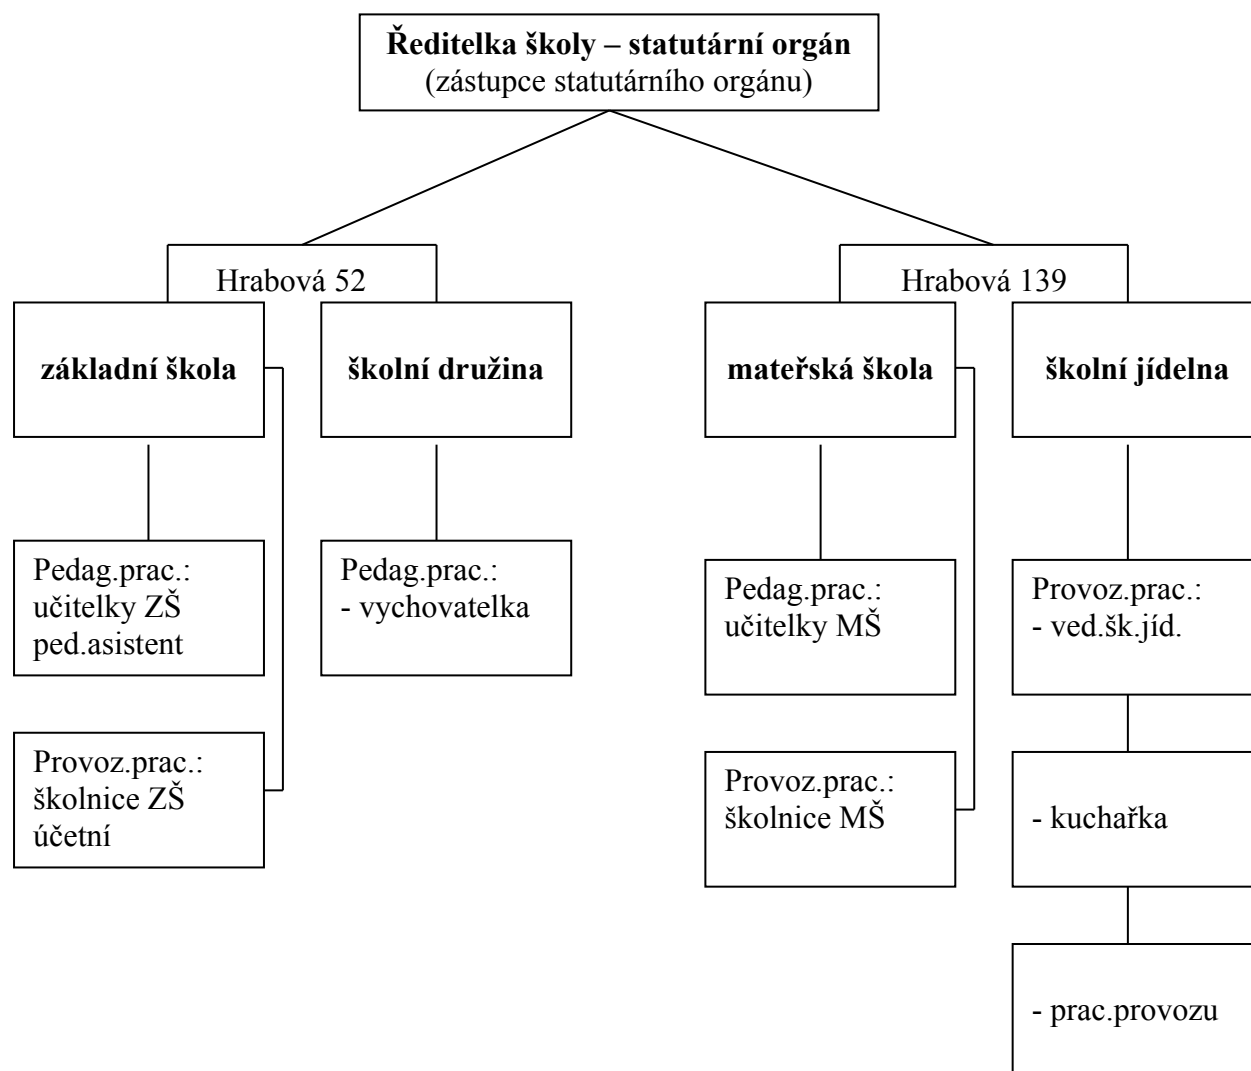 Ředitelka školy – statutární orgán
(zástupce statutárního orgánu)
Hrabová 52
Hrabová 139
základní škola
školní družina
mateřská škola
školní jídelna
Pedag.prac.:
učitelky ZŠ
ped.asistent
Pedag.prac.:
- vychovatelka
Pedag.prac.:
učitelky MŠ
Provoz.prac.:
- ved.šk.jíd.
Provoz.prac.:
školnice ZŠ
účetní
Provoz.prac.:
školnice MŠ
- kuchařka
- prac.provozu